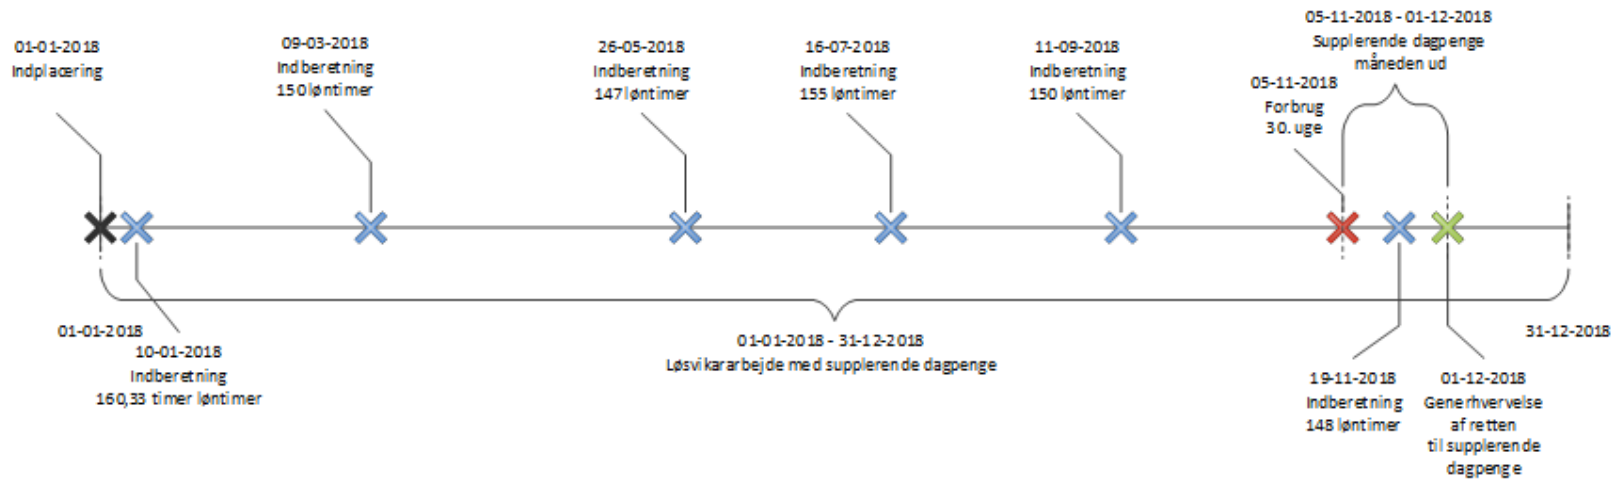 01-01-2018
Indplacering
09-03-2018
Indberetning
150 løntimer
26-05-2018
Indberetning
147 løntimer
16-07-2018
Indberetning
155 løntimer
11-09-2018
Indberetning
150 løntimer
05-11-2018
Forbrug
30. uge
05-11-2018 - 01-12-2018
Supplerende dagpenge
måneden ud
01-01-2018
10-01-2018
Indberetning
160,33 timer løntimer
01-01-2018 - 31-12-2018
Løsvikararbejde med supplerende dagpenge
19-11-2018
Indberetning
148 løntimer
01-12-2018
Generhvervelse
af retten
til supplerende
dagpenge
31-12-2018